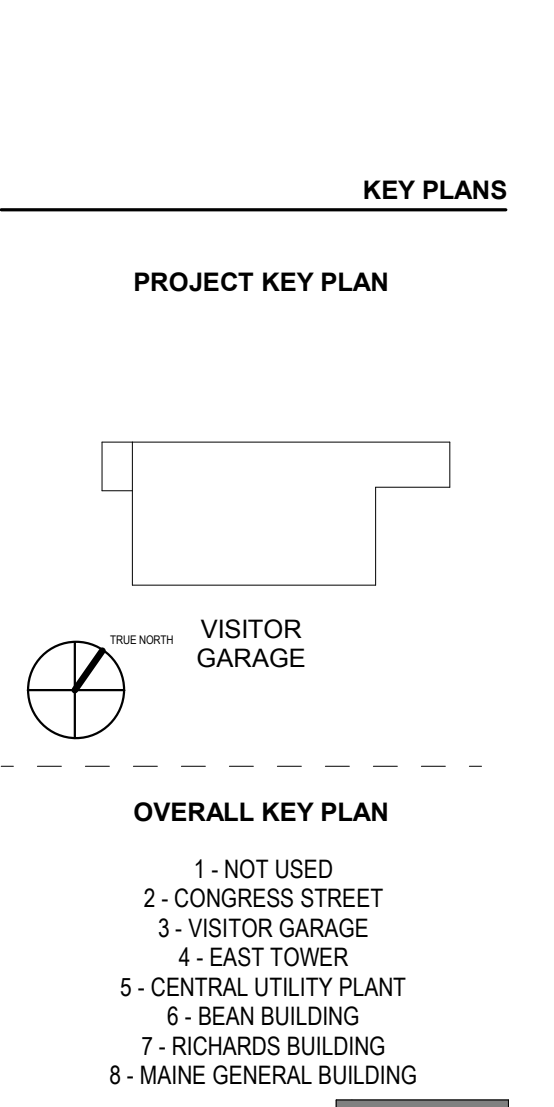 KEY PLANS
PROJECT KEY PLAN
TRUE NORTH
VISITOR
GARAGE
OVERALL KEY PLAN
1 - NOT USED
2 - CONGRESS STREET
3 - VISITOR GARAGE
4 - EAST TOWER
5 - CENTRAL UTILITY PLANT
6 - BEAN BUILDING
7 - RICHARDS BUILDING
8 - MAINE GENERAL BUILDING